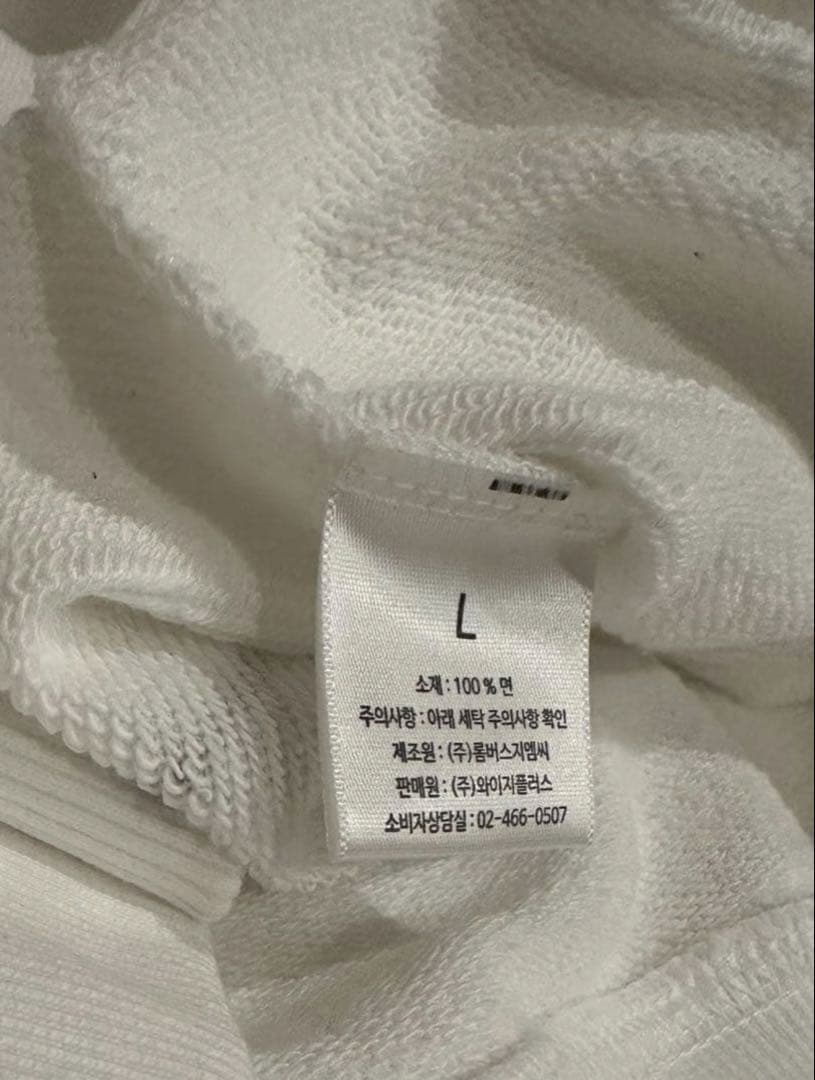 L
소재 : 100 % 면
주의사항 : 아래 세탁 주의사항 확인
제조원 : (주)롬버스지엠씨
판매원 : (주)와이지플러스
소비자상담실 : 02-466-0507